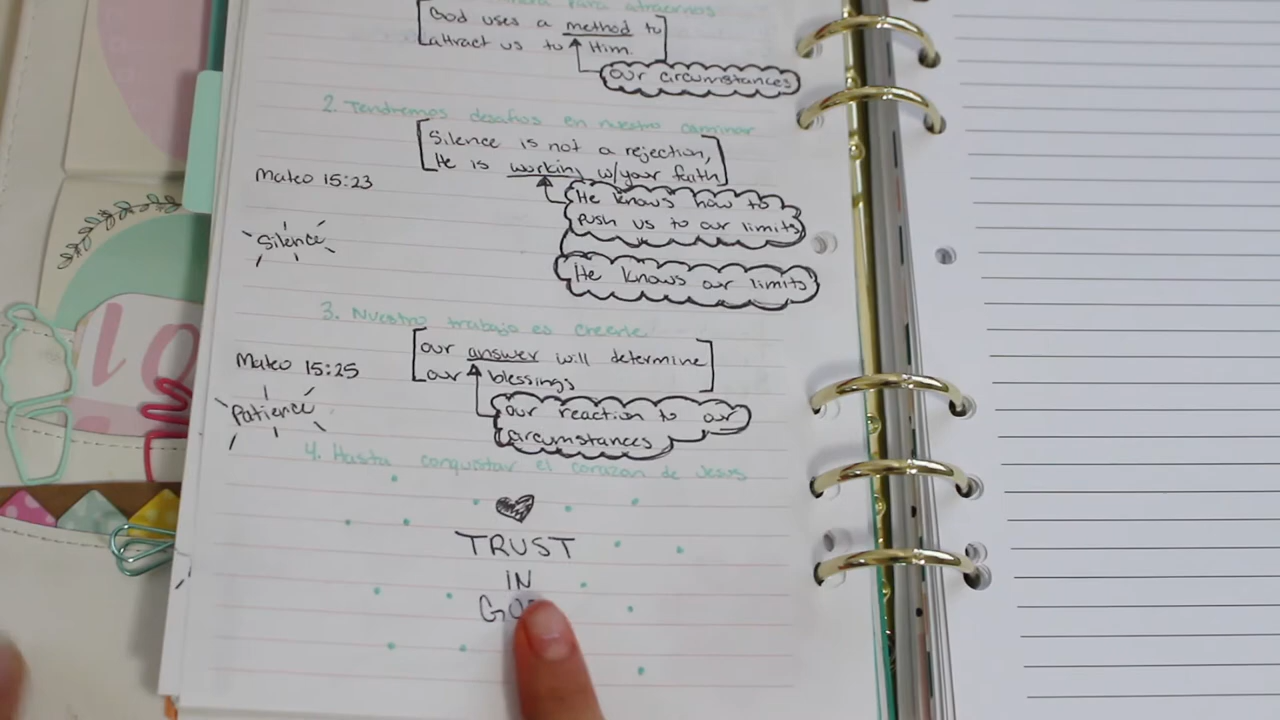 para atraernos
God uses a method to
attract us to Him.
our circumstances
2. Tendremos desafios en nuestro caminar
Silence is not a rejection,
He is working w/your faith
Mateo 15:23
He knows how to
push us to our limits
Silence
He knows our limits
3. Nuestro trabajo es creerle
our answer will determine
our blessings
Mateo 15:25
our reaction to our
circumstances
Patience
4. Hasta conquistar el corazon de Jesus
TRUST
IN